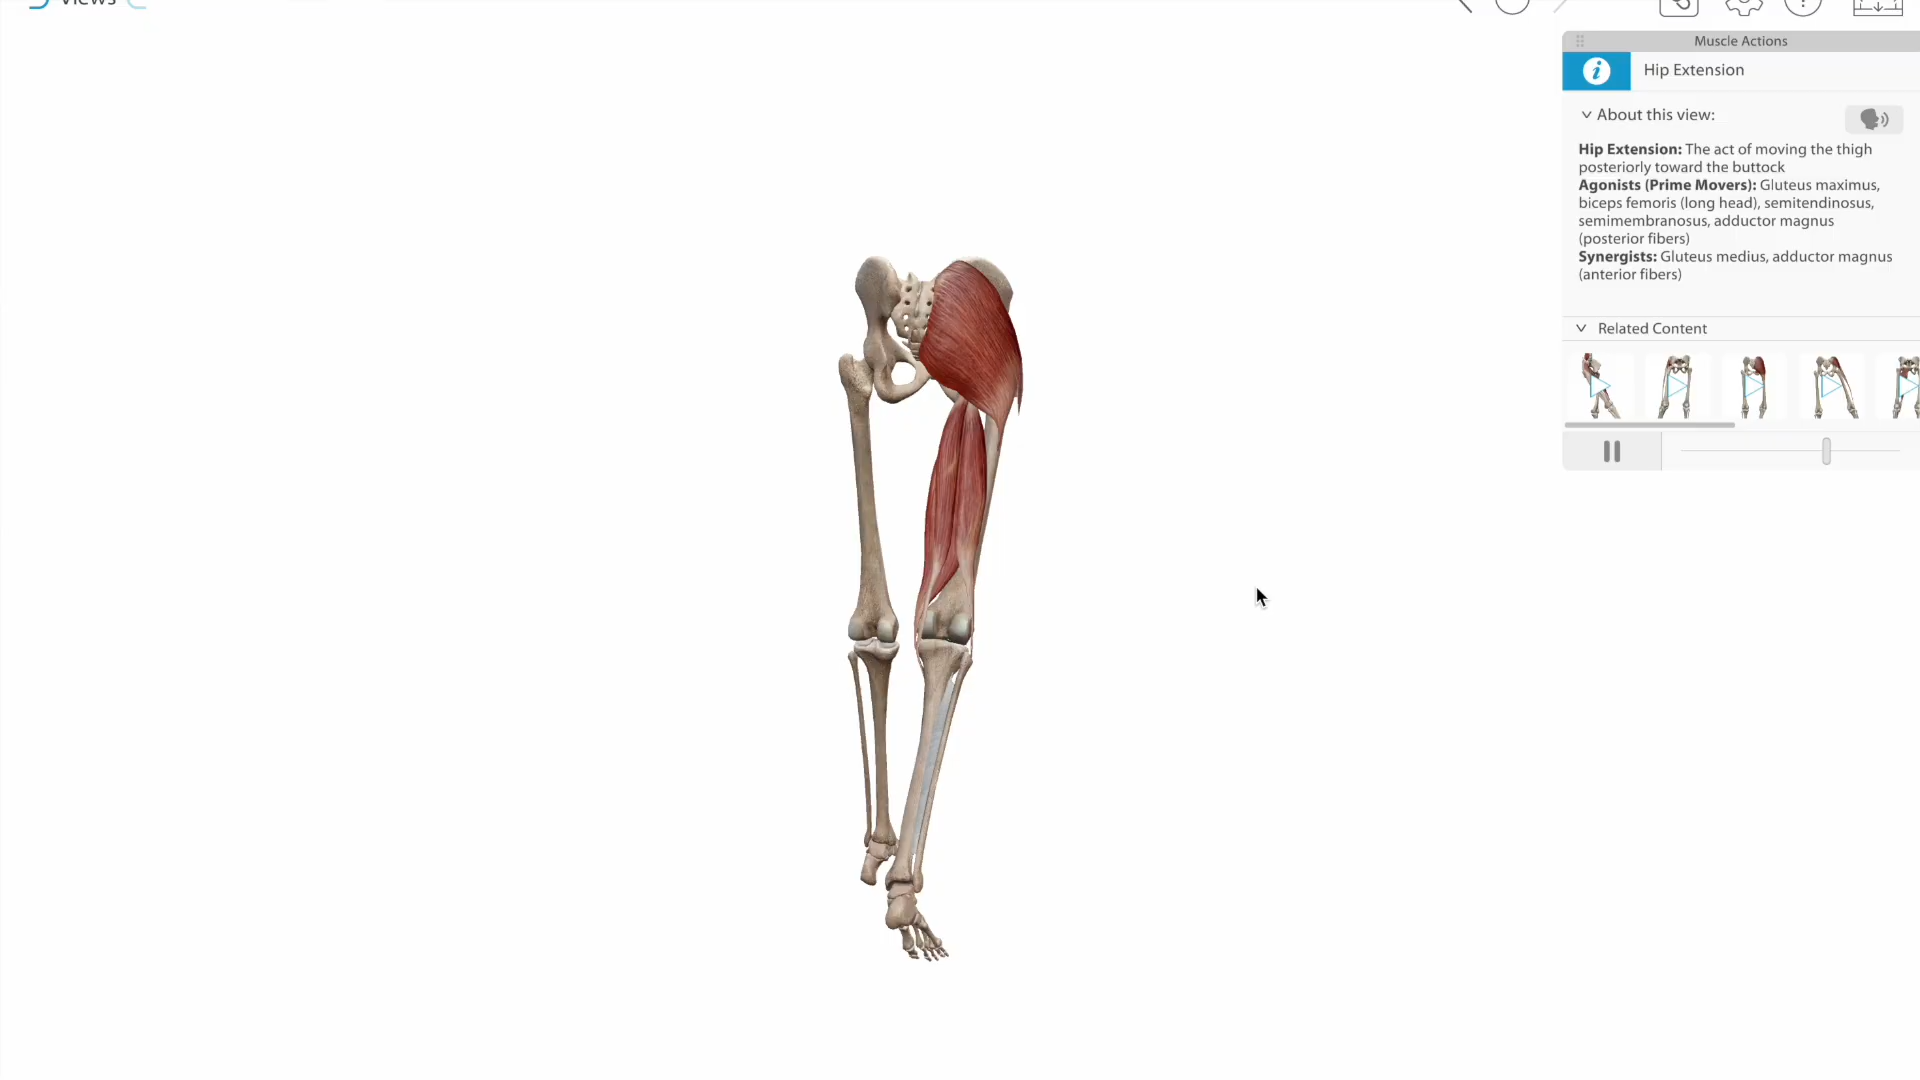 Views
Muscle Actions
Hip Extension
About this view:
Hip Extension: The act of moving the thigh
posteriorly toward the buttock
Agonists (Prime Movers): Gluteus maximus,
biceps femoris (long head), semitendinosus,
semimembranosus, adductor magnus
(posterior fibers)
Synergists: Gluteus medius, adductor magnus
(anterior fibers)
Related Content